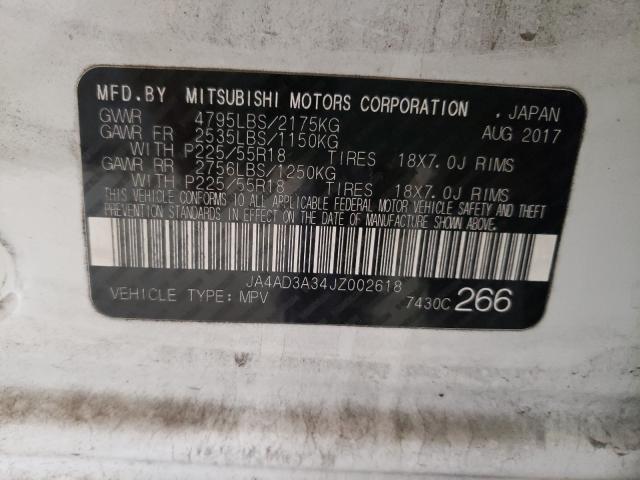 MFD.BY MITSUBISHI MOTORS CORPORATION . JAPAN
GVWR 4795LBS/2175KG AUG 2017
GAWR FR 2535LBS/1150KG
WITH P225/55R18 TIRES 18X7.0J RIMS
GAWR RR 2756LBS/1250KG
WITH P225/55R18 TIRES 18X7.0J RIMS
THIS VEHICLE CONFORMS TO ALL APPLICABLE FEDERAL MOTOR VEHICLE SAFETY AND THEFT
PREVENTION STANDARDS IN EFFECT ON THE DATE OF MANUFACTURE SHOWN ABOVE.
JA4AD3A34JZ002618
VEHICLE TYPE: MPV 7430C 266